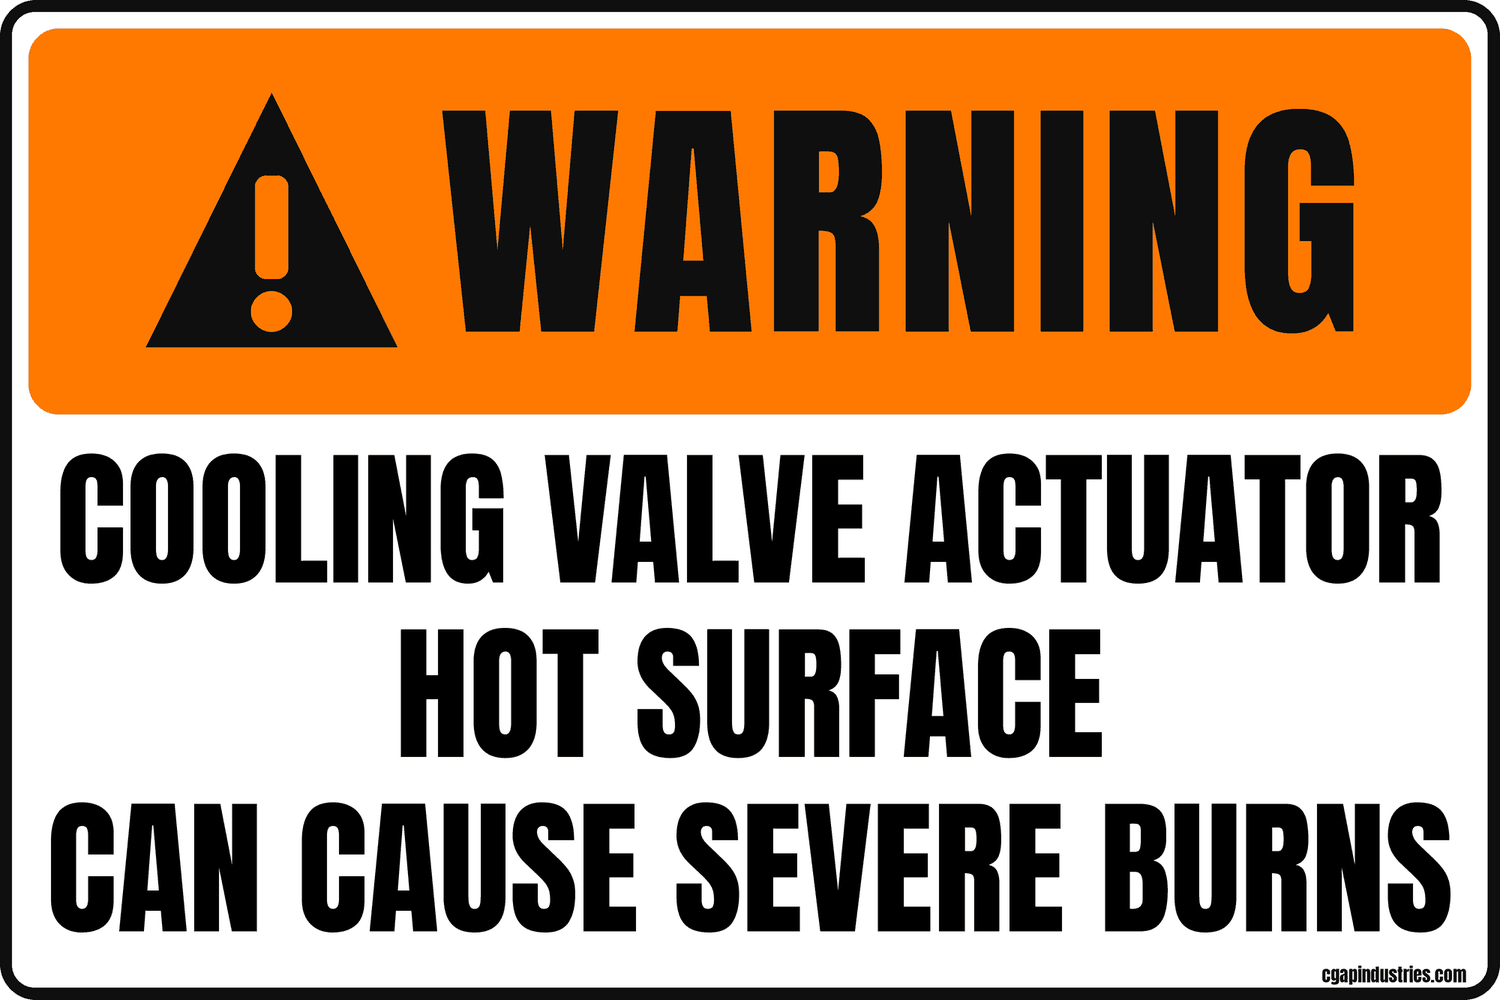 WARNING
COOLING VALVE ACTUATOR
HOT SURFACE
CAN CAUSE SEVERE BURNS
cgapindustries.com